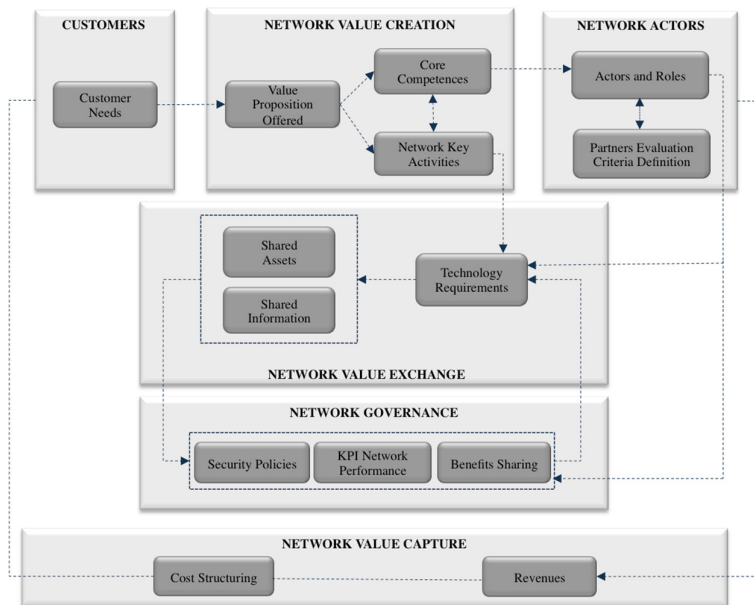 CUSTOMERS
Customer
Needs
NETWORK VALUE CREATION
Value
Proposition
Offered
Core
Competences
Network Key
Activities
NETWORK ACTORS
Actors and Roles
Partners Evaluation
Criteria Definition
Shared
Assets
Shared
Information
Technology
Requirements
NETWORK VALUE EXCHANGE
NETWORK GOVERNANCE
Security Policies
KPI Network
Performance
Benefits Sharing
NETWORK VALUE CAPTURE
Cost Structuring
Revenues